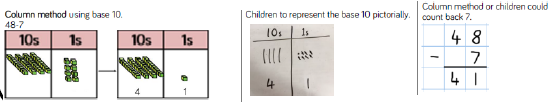 Column method using base 10.
48-7
10s 1s 10s 1s
4 1
Children to represent the base 10 pictorially.
10s 1s
4 1
Column method or children could
count back 7.
4 8
- 7
4 1